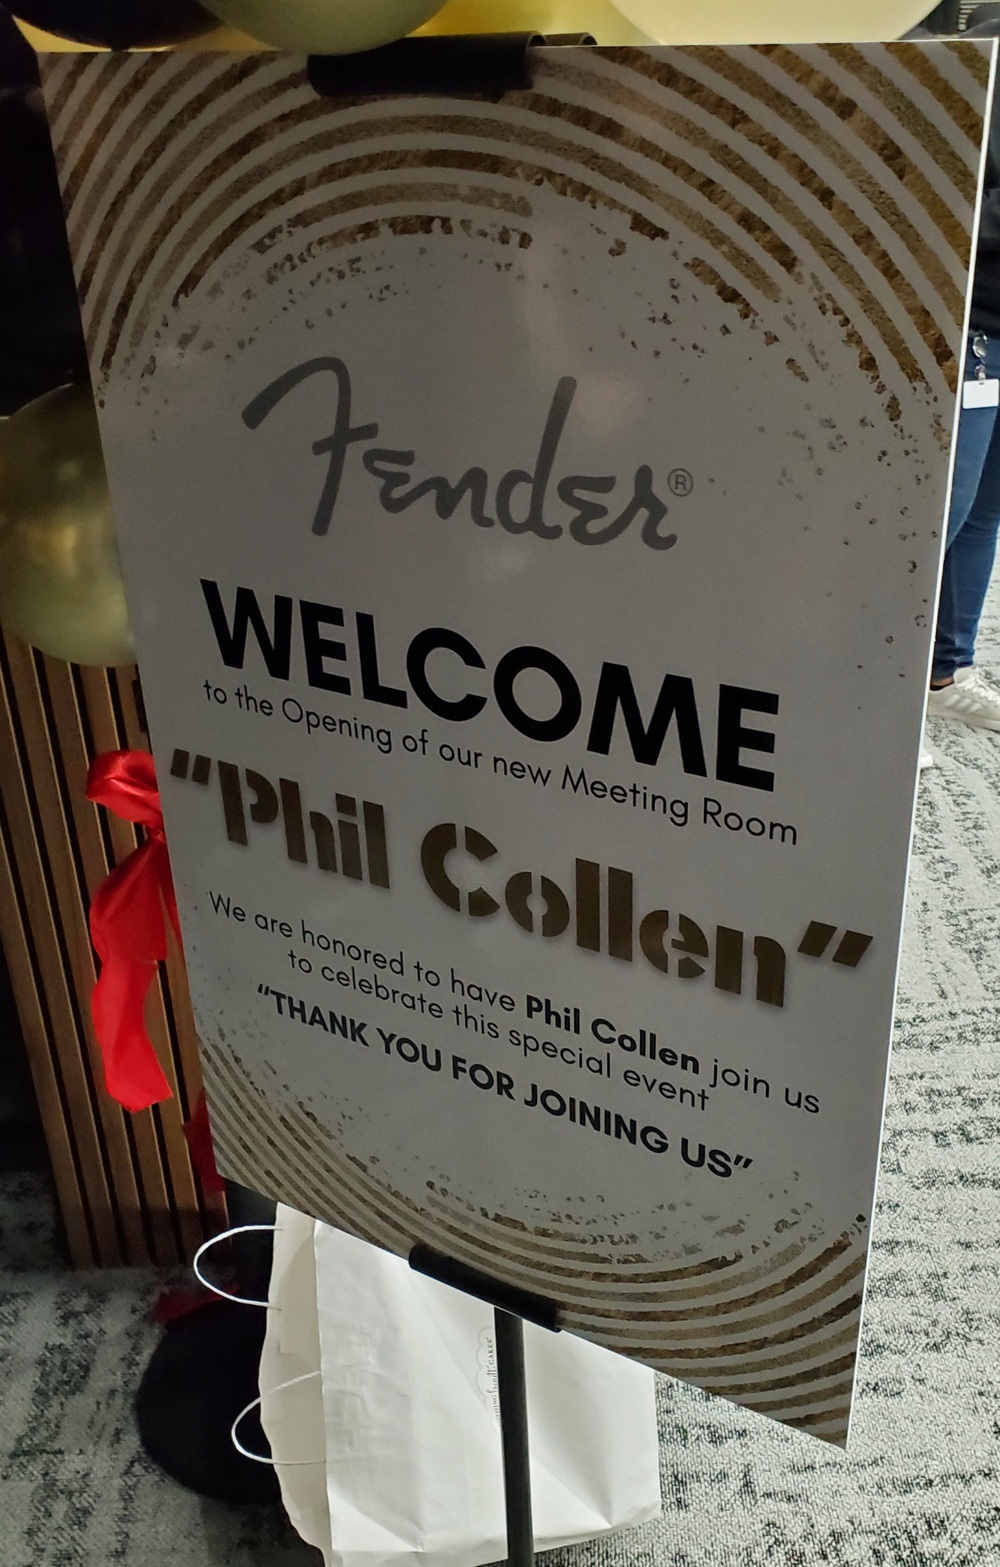 Fender®
WELCOME
to the Opening of our new Meeting Room
“Phil Collen”
We are honored to have Phil Collen join us
to celebrate this special event
“THANK YOU FOR JOINING US”